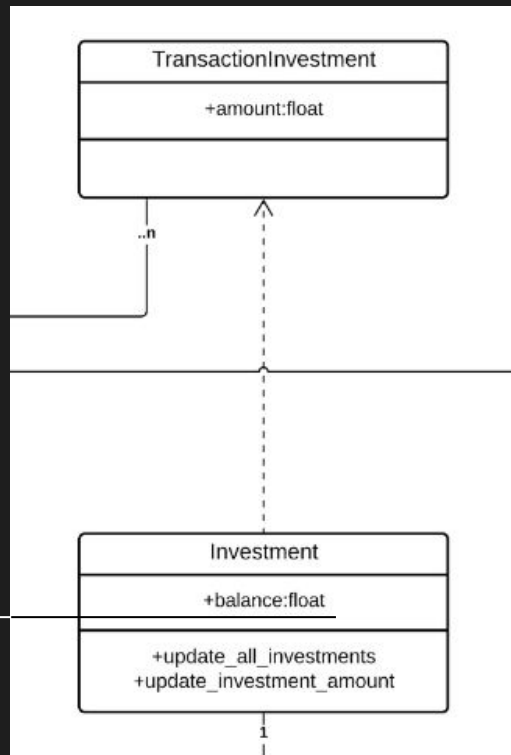 TransactionInvestment
+amount:float
..n
Investment
+balance:float
+update_all_investments
+update_investment_amount
1